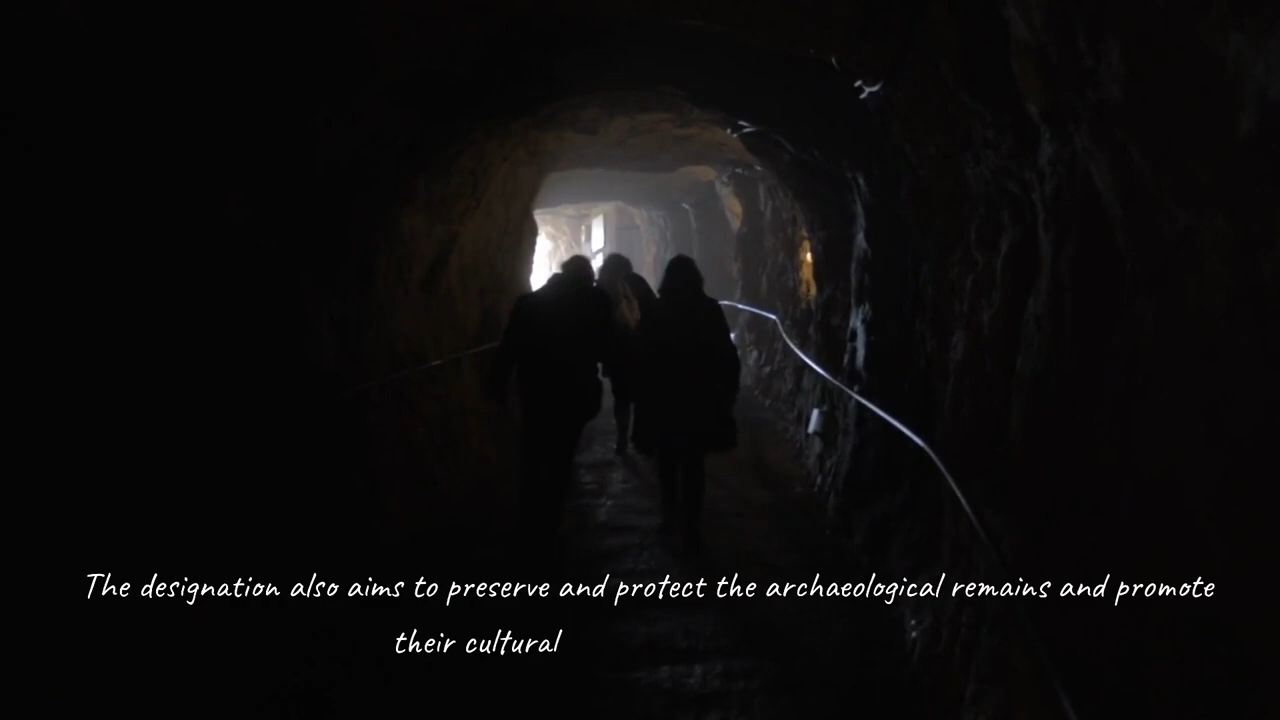 The designation also aims to preserve and protect the archaeological remains and promote
their cultural